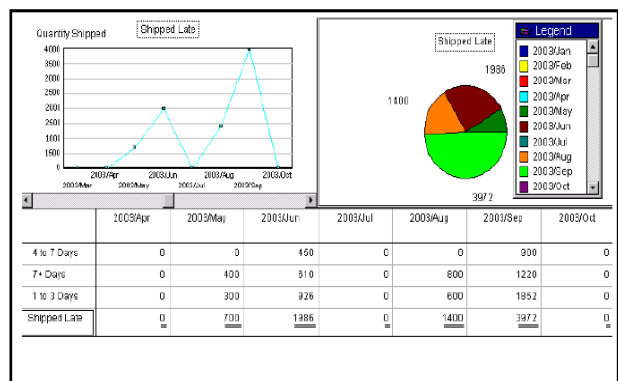 Quantity Shipped
Shipped Late
4000
3500
3000
2500
2601
1500
1000
500
0
2003/Apr
2003/Jun
2003/Aug
2003/Oct
2003/Mar
2003/May
2003/Jul
2003/Sep
Shipped Late
1986
1400
3972
Legend
2003/Jan
2003/Feb
2003/Mar
2003/Apr
2003/May
2003/Jun
2003/Jul
2003/Aug
2003/Sep
2003/Oct
2003/Apr 2003/May 2003/Jun 2003/Jul 2003/Aug 2003/Sep 2003/Oct
4 to 7 Days 0 0 450 0 0 900 0
7+ Days 0 400 610 0 800 1220 0
1 to 3 Days 0 300 926 0 600 1852 0
Shipped Late 0 700 1986 0 1400 3972 0